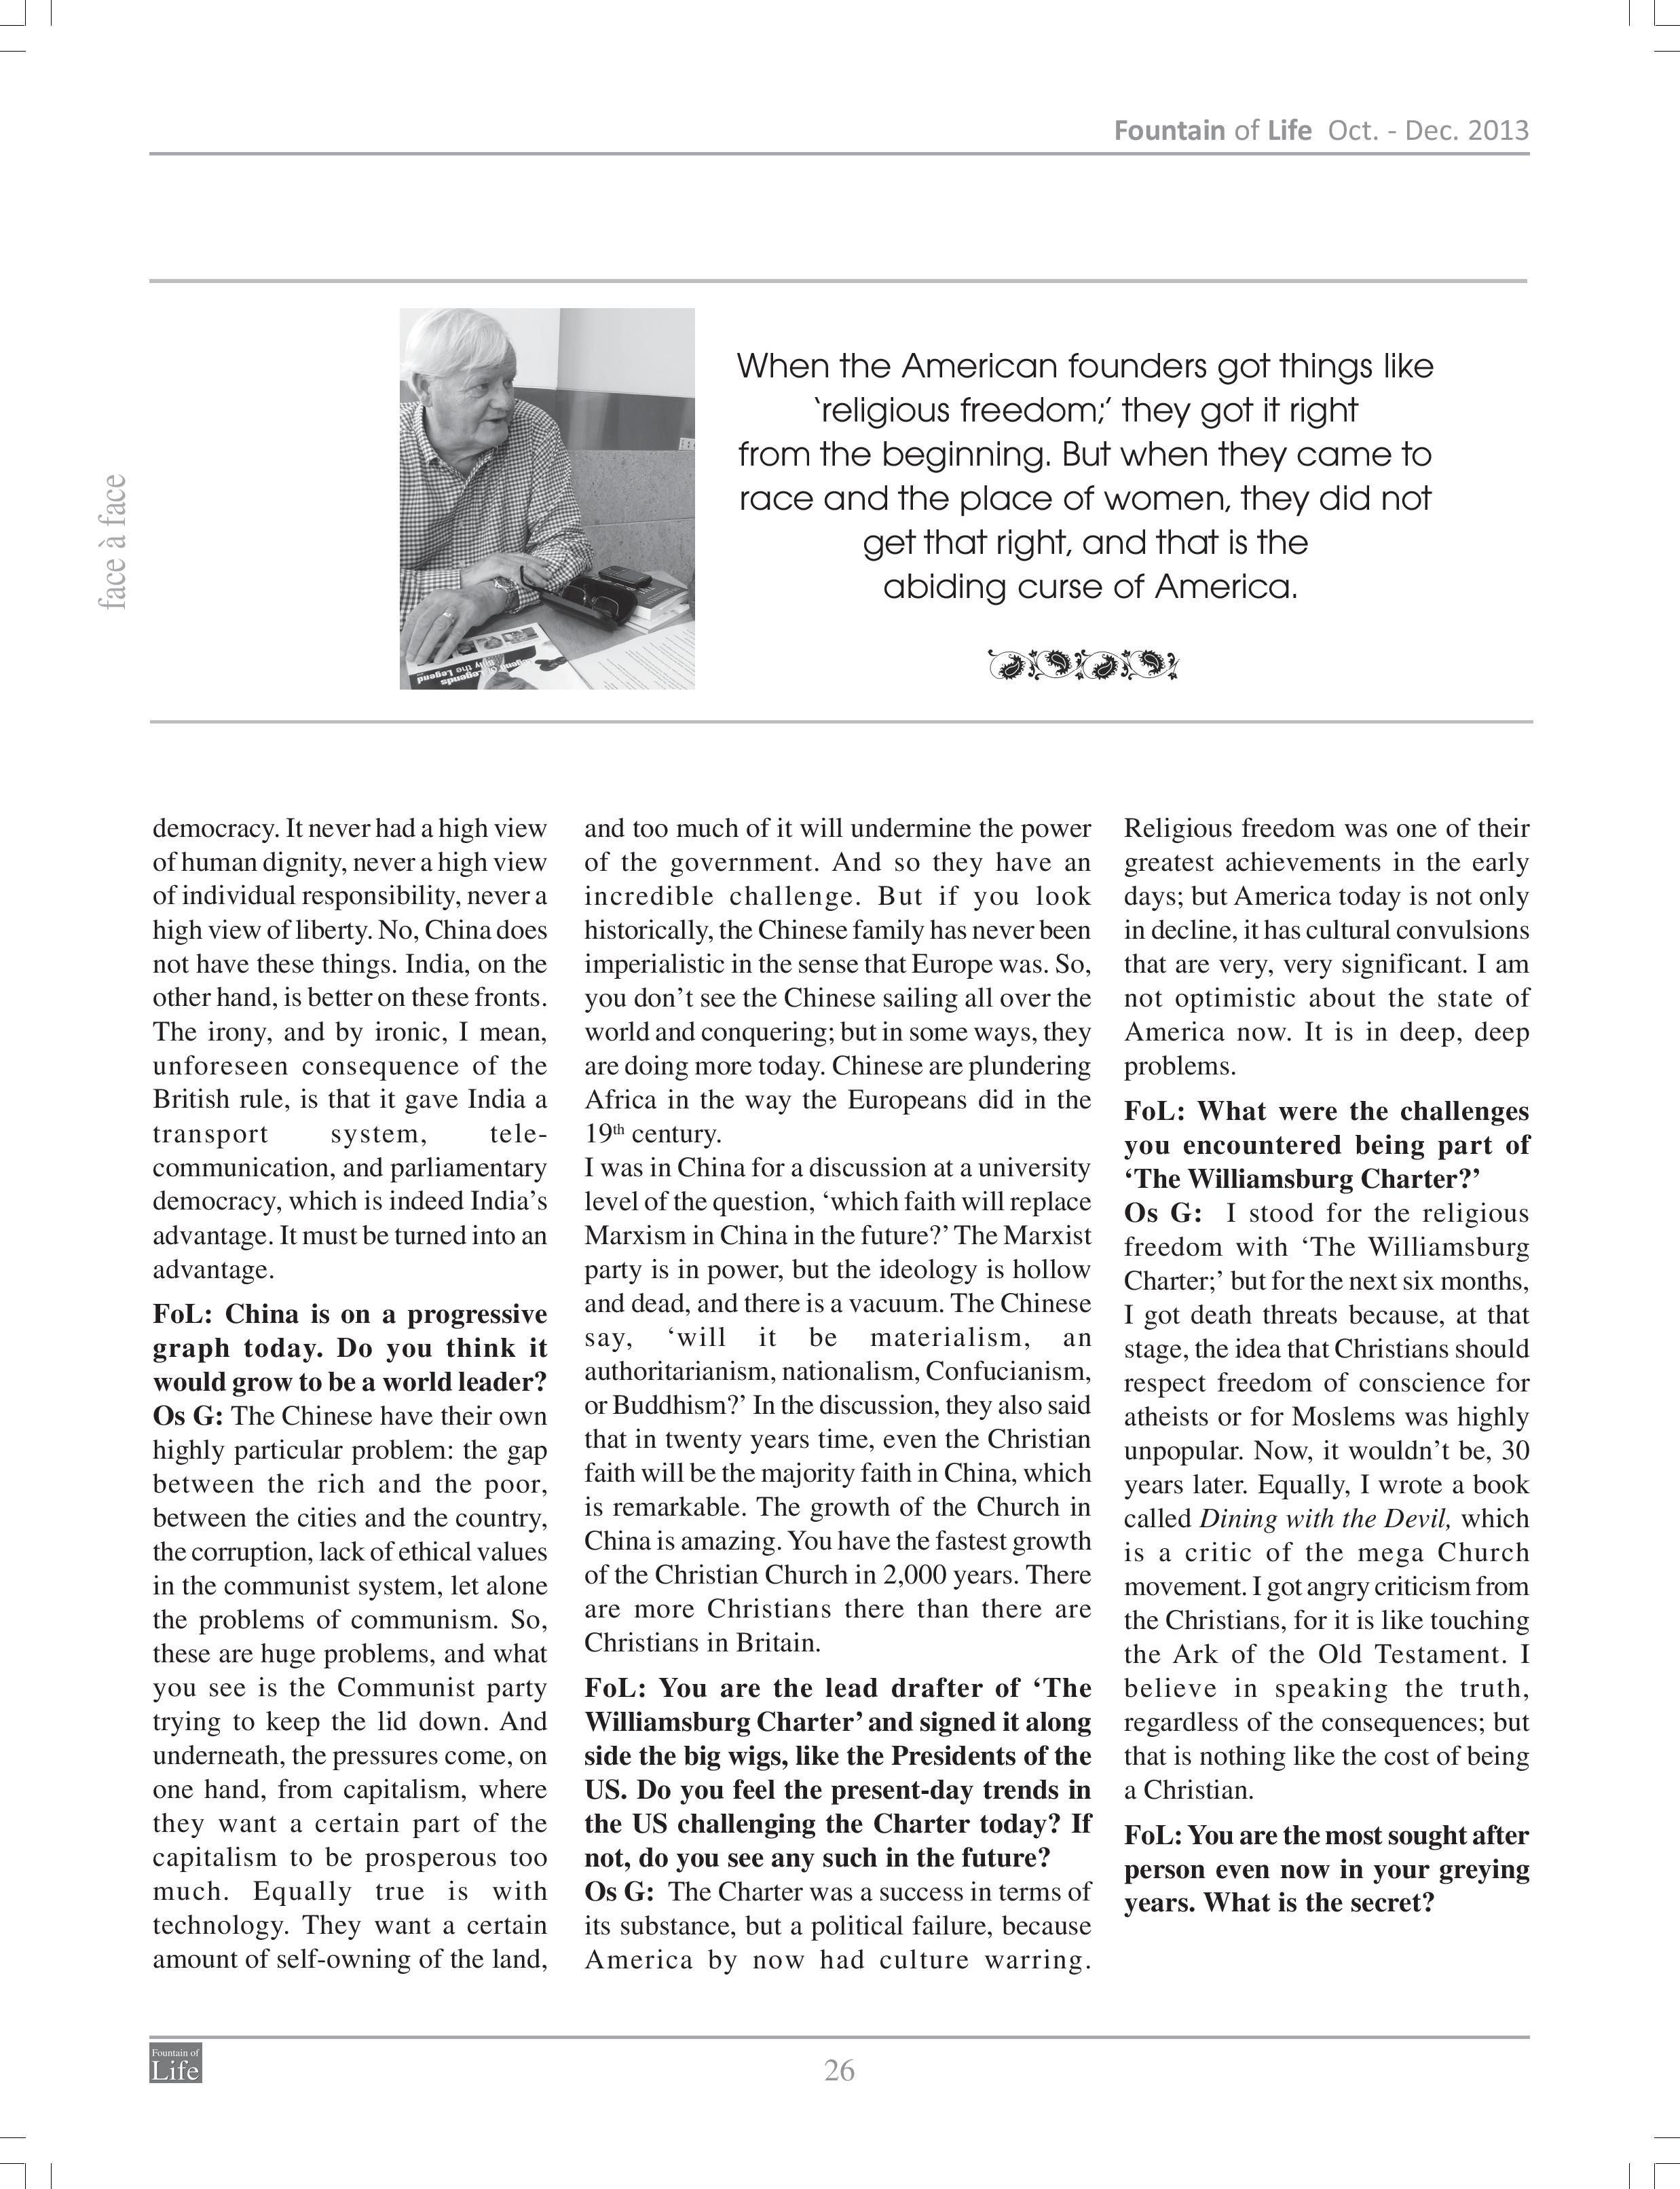 Fountain of Life Oct. - Dec. 2013
face à face
When the American founders got things like
‘religious freedom;’ they got it right
from the beginning. But when they came to
race and the place of women, they did not
get that right, and that is the
abiding curse of America.
democracy. It never had a high view
of human dignity, never a high view
of individual responsibility, never a
high view of liberty. No, China does
not have these things. India, on the
other hand, is better on these fronts.
The irony, and by ironic, I mean,
unforeseen consequence of the
British rule, is that it gave India a
transport system, tele-
communication, and parliamentary
democracy, which is indeed India’s
advantage. It must be turned into an
advantage.
FoL: China is on a progressive
graph today. Do you think it
would grow to be a world leader?
Os G: The Chinese have their own
highly particular problem: the gap
between the rich and the poor,
between the cities and the country,
the corruption, lack of ethical values
in the communist system, let alone
the problems of communism. So,
these are huge problems, and what
you see is the Communist party
trying to keep the lid down. And
underneath, the pressures come, on
one hand, from capitalism, where
they want a certain part of the
capitalism to be prosperous too
much. Equally true is with
technology. They want a certain
amount of self-owning of the land,
and too much of it will undermine the power
of the government. And so they have an
incredible challenge. But if you look
historically, the Chinese family has never been
imperialistic in the sense that Europe was. So,
you don’t see the Chinese sailing all over the
world and conquering; but in some ways, they
are doing more today. Chinese are plundering
Africa in the way the Europeans did in the
19th century.
I was in China for a discussion at a university
level of the question, ‘which faith will replace
Marxism in China in the future?’ The Marxist
party is in power, but the ideology is hollow
and dead, and there is a vacuum. The Chinese
say, ‘will it be materialism, an
authoritarianism, nationalism, Confucianism,
or Buddhism?’ In the discussion, they also said
that in twenty years time, even the Christian
faith will be the majority faith in China, which
is remarkable. The growth of the Church in
China is amazing. You have the fastest growth
of the Christian Church in 2,000 years. There
are more Christians there than there are
Christians in Britain.
FoL: You are the lead drafter of ‘The
Williamsburg Charter’ and signed it along
side the big wigs, like the Presidents of the
US. Do you feel the present-day trends in
the US challenging the Charter today? If
not, do you see any such in the future?
Os G: The Charter was a success in terms of
its substance, but a political failure, because
America by now had culture warring.
Religious freedom was one of their
greatest achievements in the early
days; but America today is not only
in decline, it has cultural convulsions
that are very, very significant. I am
not optimistic about the state of
America now. It is in deep, deep
problems.
FoL: What were the challenges
you encountered being part of
‘The Williamsburg Charter?’
Os G: I stood for the religious
freedom with ‘The Williamsburg
Charter;’ but for the next six months,
I got death threats because, at that
stage, the idea that Christians should
respect freedom of conscience for
atheists or for Moslems was highly
unpopular. Now, it wouldn’t be, 30
years later. Equally, I wrote a book
called Dining with the Devil, which
is a critic of the mega Church
movement. I got angry criticism from
the Christians, for it is like touching
the Ark of the Old Testament. I
believe in speaking the truth,
regardless of the consequences; but
that is nothing like the cost of being
a Christian.
FoL: You are the most sought after
person even now in your greying
years. What is the secret?
Fountain of
Life
26